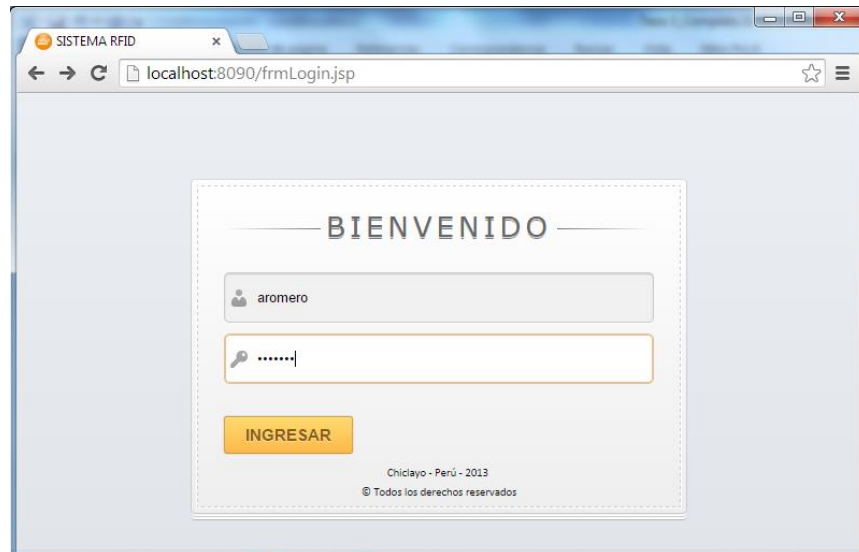 SISTEMA RFID
localhost:8090/frmLogin.jsp
BIENVENIDO
aromero
•••••••
INGRESAR
Chiclayo - Perú - 2013
© Todos los derechos reservados